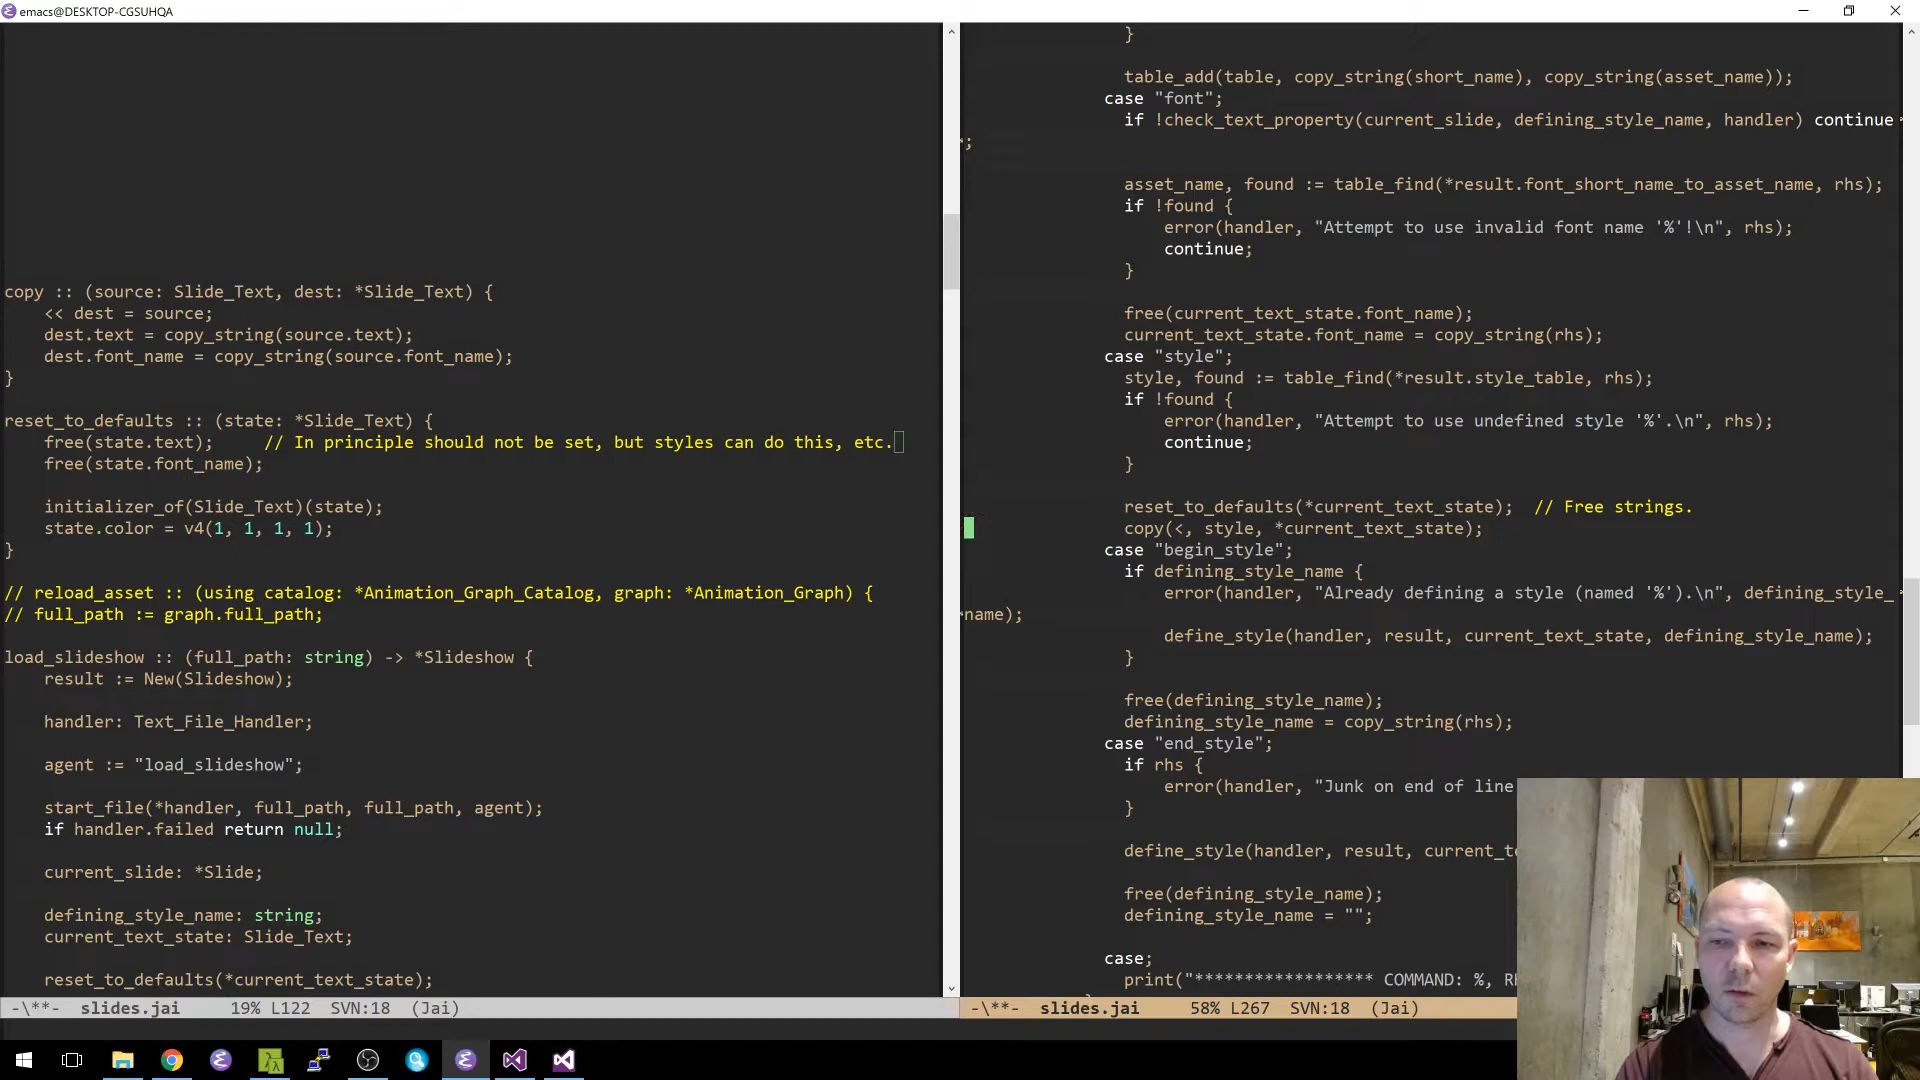 emacs@DESKTOP-CGSUHQA
copy :: (source: Slide_Text, dest: *Slide_Text) {
<< dest = source;
dest.text = copy_string(source.text);
dest.font_name = copy_string(source.font_name);
}
reset_to_defaults :: (state: *Slide_Text) {
free(state.text);     // In principle should not be set, but styles can do this, etc.
free(state.font_name);
initializer_of(Slide_Text)(state);
state.color = v4(1, 1, 1, 1);
}
// reload_asset :: (using catalog: *Animation_Graph_Catalog, graph: *Animation_Graph) {
// full_path := graph.full_path;
load_slideshow :: (full_path: string) -> *Slideshow {
result := New(Slideshow);
handler: Text_File_Handler;
agent := "load_slideshow";
start_file(*handler, full_path, full_path, agent);
if handler.failed return null;
current_slide: *Slide;
defining_style_name: string;
current_text_state: Slide_Text;
reset_to_defaults(*current_text_state);
-\**-  slides.jai     19% L122  SVN:18  (Jai)
}
table_add(table, copy_string(short_name), copy_string(asset_name));
case "font";
if !check_text_property(current_slide, defining_style_name, handler) continue
;
asset_name, found := table_find(*result.font_short_name_to_asset_name, rhs);
if !found {
error(handler, "Attempt to use invalid font name '%'!\n", rhs);
continue;
}
free(current_text_state.font_name);
current_text_state.font_name = copy_string(rhs);
case "style";
style, found := table_find(*result.style_table, rhs);
if !found {
error(handler, "Attempt to use undefined style '%'.\n", rhs);
continue;
}
reset_to_defaults(*current_text_state);  // Free strings.
copy(<, style, *current_text_state);
case "begin_style";
if defining_style_name {
error(handler, "Already defining a style (named '%').\n", defining_style_
name);
define_style(handler, result, current_text_state, defining_style_name);
}
free(defining_style_name);
defining_style_name = copy_string(rhs);
case "end_style";
if rhs {
error(handler, "Junk on end of line
}
define_style(handler, result, current_te
free(defining_style_name);
defining_style_name = "";
case;
print("****************** COMMAND: %, R
-\**-  slides.jai     58% L267  SVN:18  (Jai)